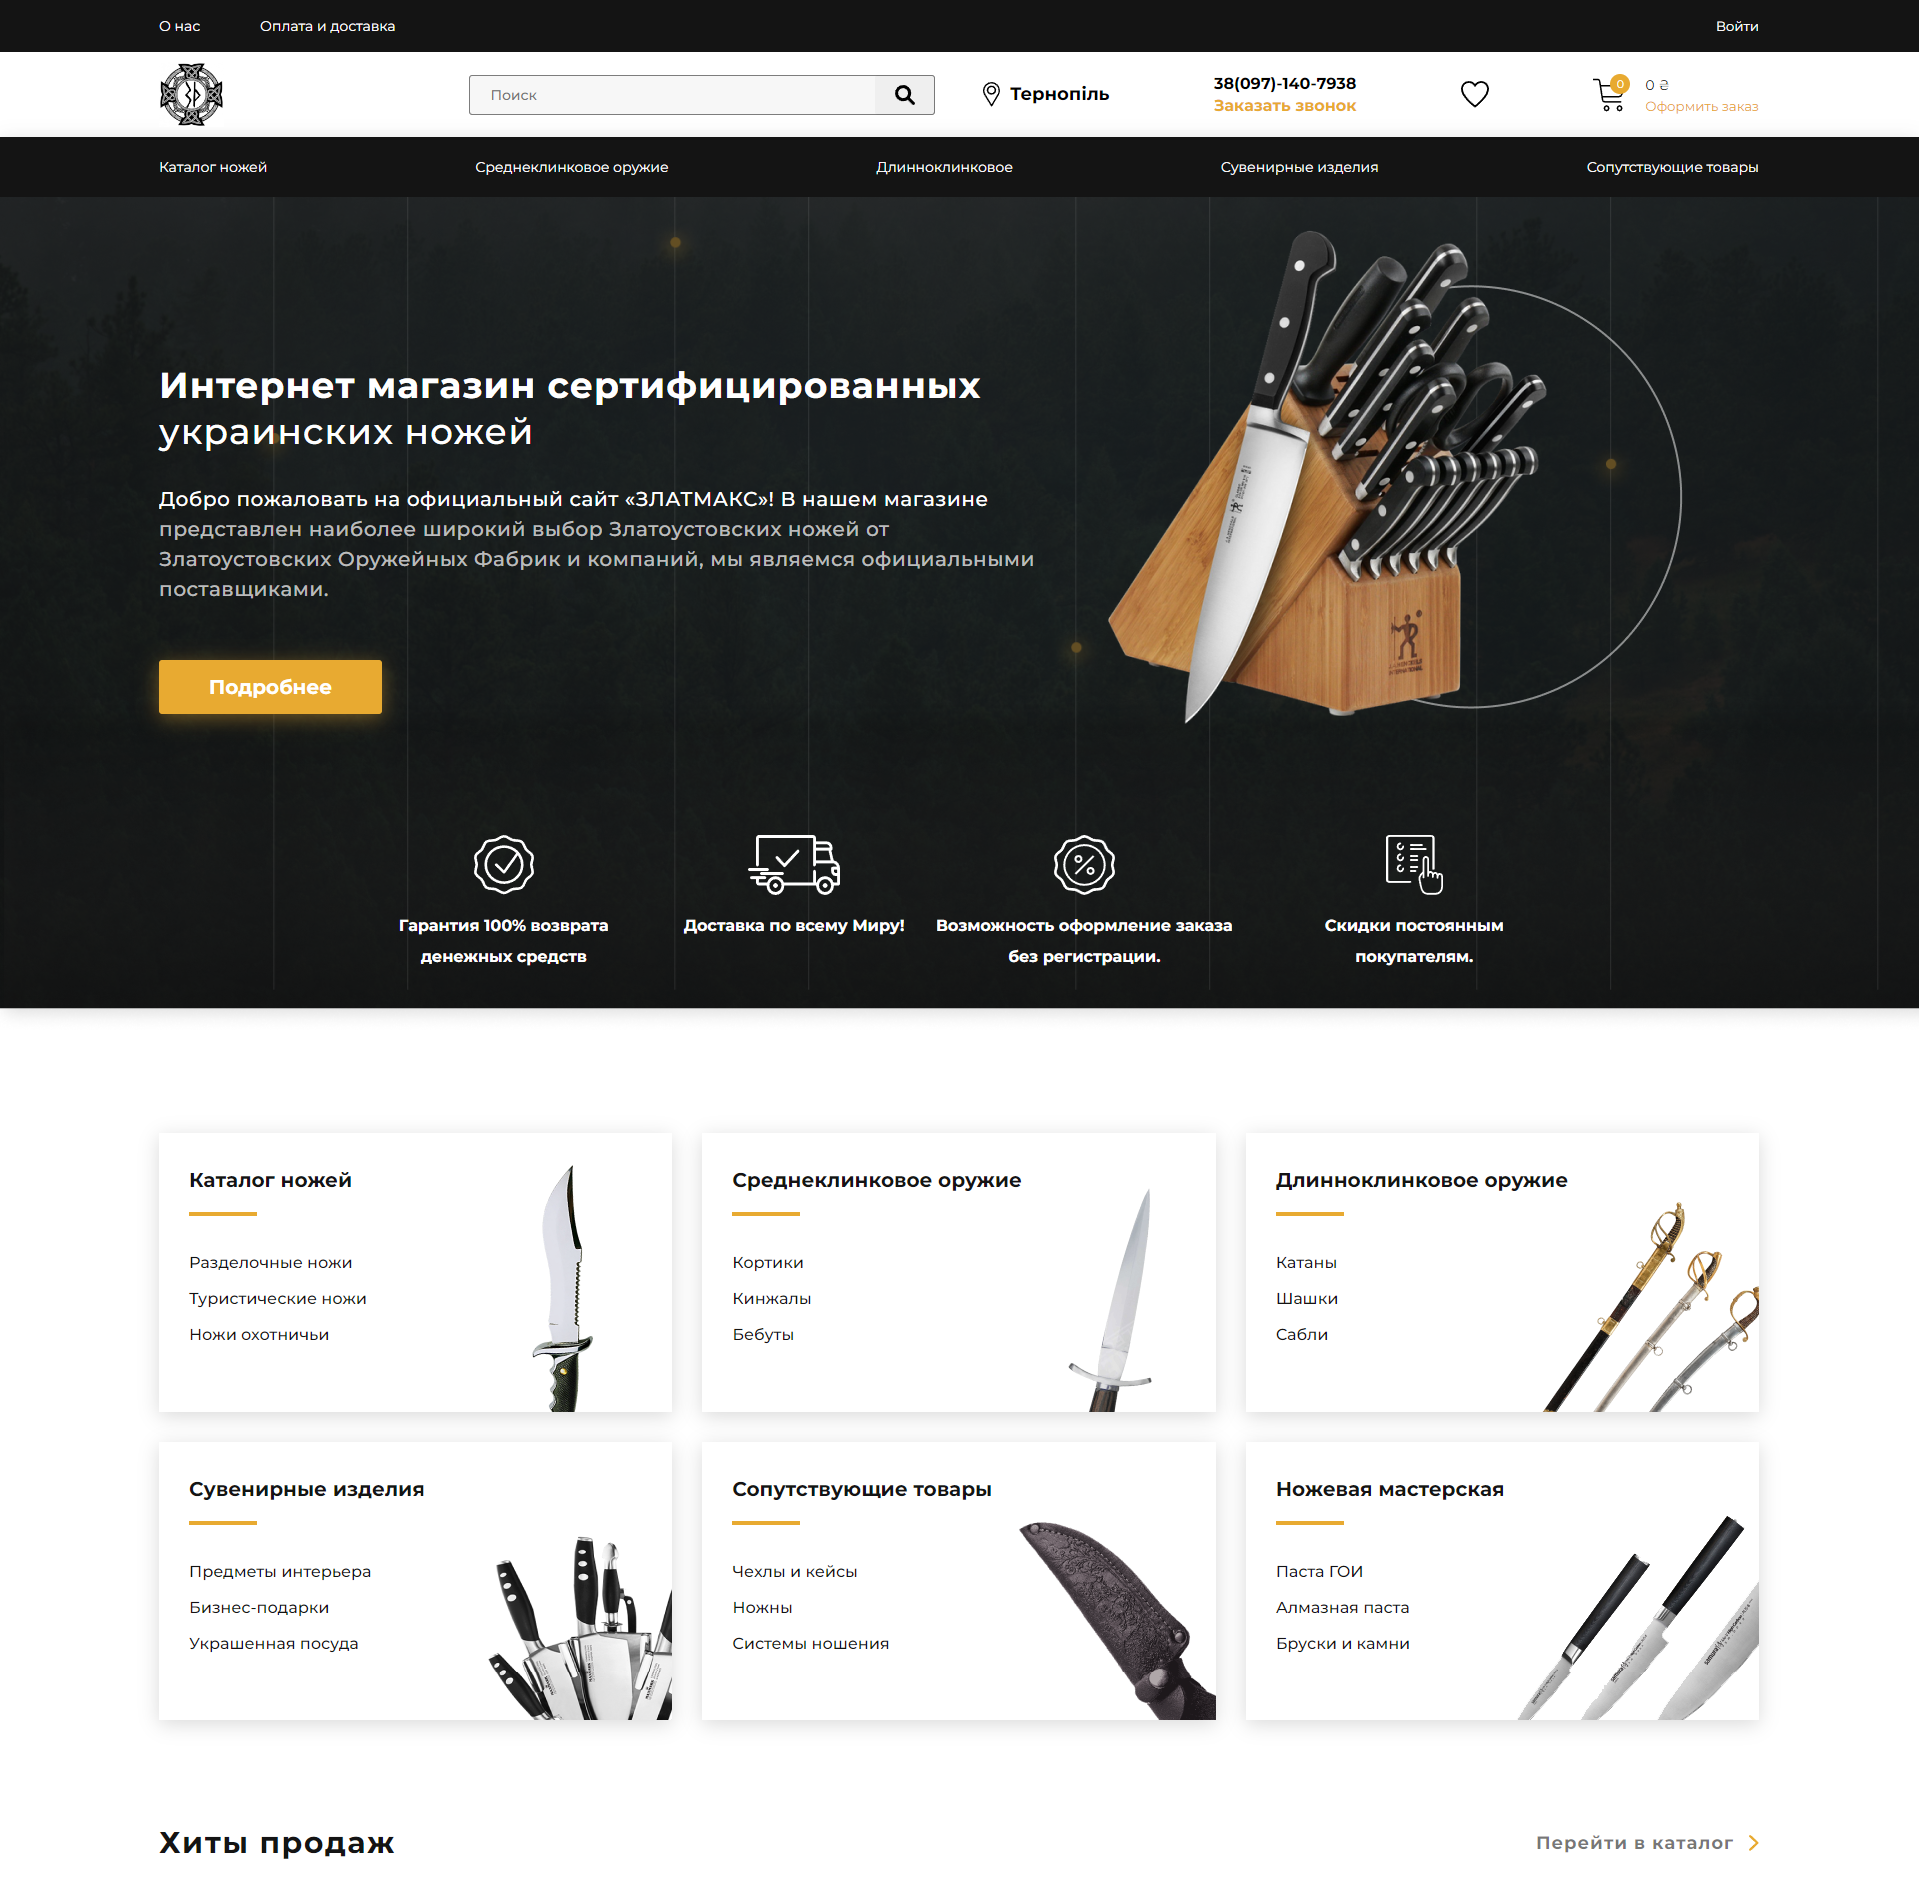 О нас
Оплата и доставка
Войти
Поиск
Тернопіль
38(097)-140-7938
Заказать звонок
0
0 ₴
Оформить заказ
Каталог ножей
Среднеклинковое оружие
Длинноклинковое
Сувенирные изделия
Сопутствующие товары
Интернет магазин сертифицированных
украинских ножей
Добро пожаловать на официальный сайт «ЗЛАТМАКС»! В нашем магазине
представлен наиболее широкий выбор Златоустовских ножей от
Златоустовских Оружейных Фабрик и компаний, мы являемся официальными
поставщиками.
Подробнее
Гарантия 100% возврата
денежных средств
Доставка по всему Миру!
Возможность оформление заказа
без регистрации.
Скидки постоянным
покупателям.
Каталог ножей
Разделочные ножи
Туристические ножи
Ножи охотничьи
Среднеклинковое оружие
Кортики
Кинжалы
Бебуты
Длинноклинковое оружие
Катаны
Шашки
Сабли
Сувенирные изделия
Предметы интерьера
Бизнес-подарки
Украшенная посуда
Сопутствующие товары
Чехлы и кейсы
Ножны
Системы ношения
Ножевая мастерская
Паста ГОИ
Алмазная паста
Бруски и камни
Хиты продаж
Перейти в каталог